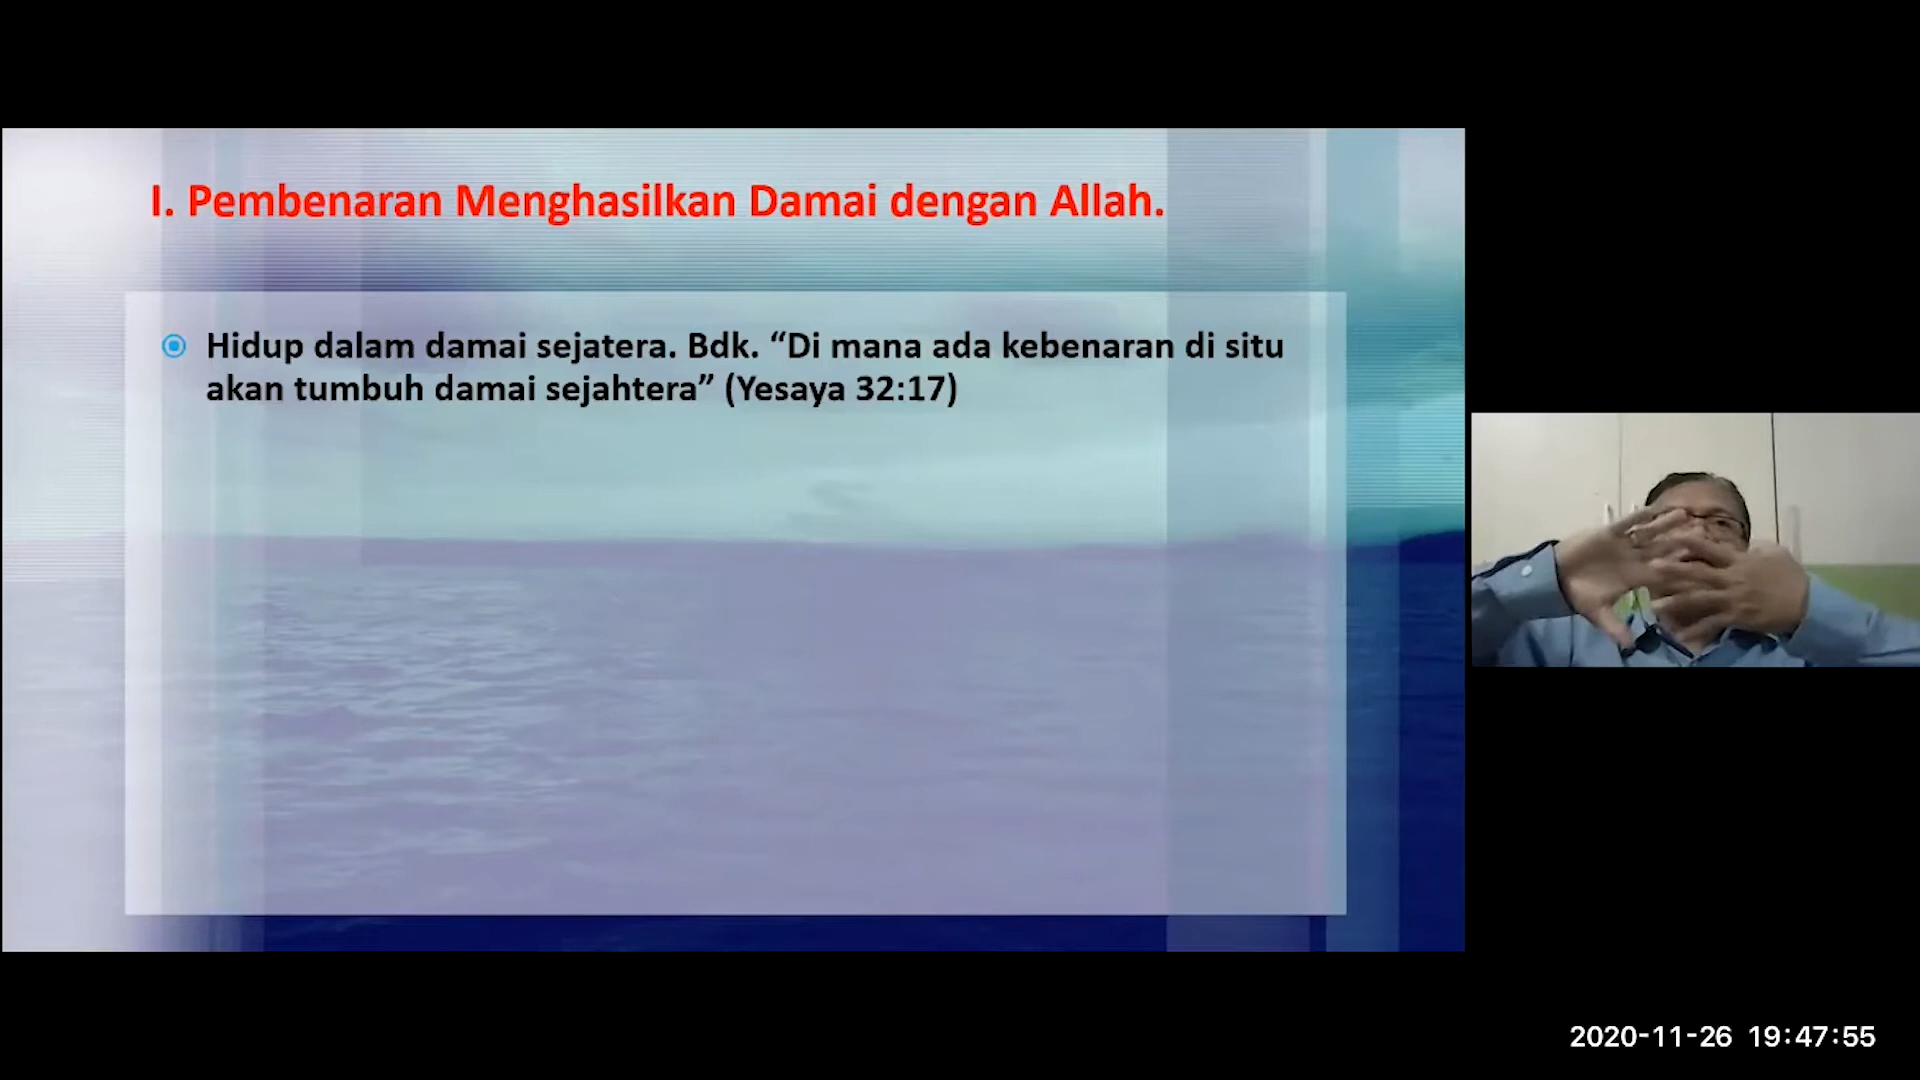 I. Pembenaran Menghasilkan Damai dengan Allah.
Hidup dalam damai sejatera. Bdk. “Di mana ada kebenaran di situ
akan tumbuh damai sejahtera” (Yesaya 32:17)
2020-11-26 19:47:55